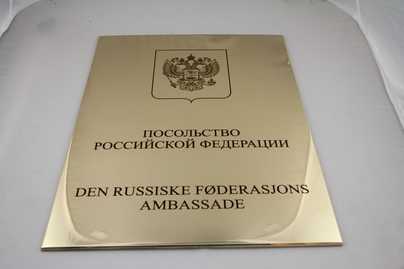 ПОСОЛЬСТВО
РОССИЙСКОЙ ФЕДЕРАЦИИ
DEN RUSSISKE FØDERASJONS
AMBASSADE